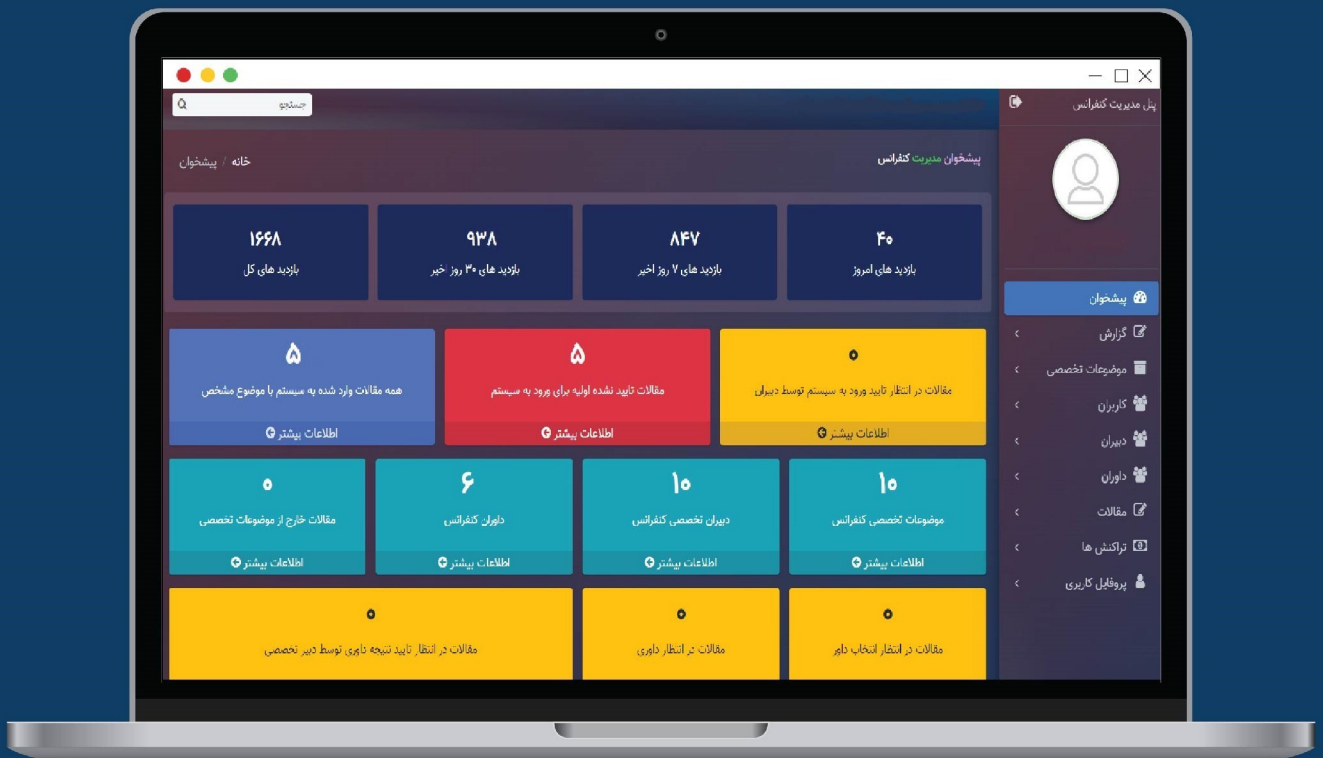 پنل مدیریت کنفرانس
جستجو
پیشخوان مدیریت کنفرانس
خانه / پیشخوان
۴۰
بازدید های امروز
۸۴۷
بازدید های ۷ روز اخیر
۹۳۸
بازدید های ۳۰ روز اخیر
۱۶۶۸
بازدید های کل
پیشخوان
گزارش
موضوعات تخصصی
کاربران
دبیران
داوران
مقالات
تراکنش ها
پروفایل کاربری
۰
مقالات در انتظار تایید ورود به سیستم توسط دبیران
اطلاعات بیشتر
۵
مقالات تایید نشده اولیه برای ورود به سیستم
اطلاعات بیشتر
۵
همه مقالات وارد شده به سیستم با موضوع مشخص
اطلاعات بیشتر
۱۰
موضوعات تخصصی کنفرانس
اطلاعات بیشتر
۱۰
دبیران تخصصی کنفرانس
اطلاعات بیشتر
۶
داوران کنفرانس
اطلاعات بیشتر
۰
مقالات خارج از موضوعات تخصصی
اطلاعات بیشتر
۰
مقالات در انتظار انتخاب داور
۰
مقالات در انتظار داوری
۰
مقالات در انتظار تایید نتیجه داوری توسط دبیر تخصصی